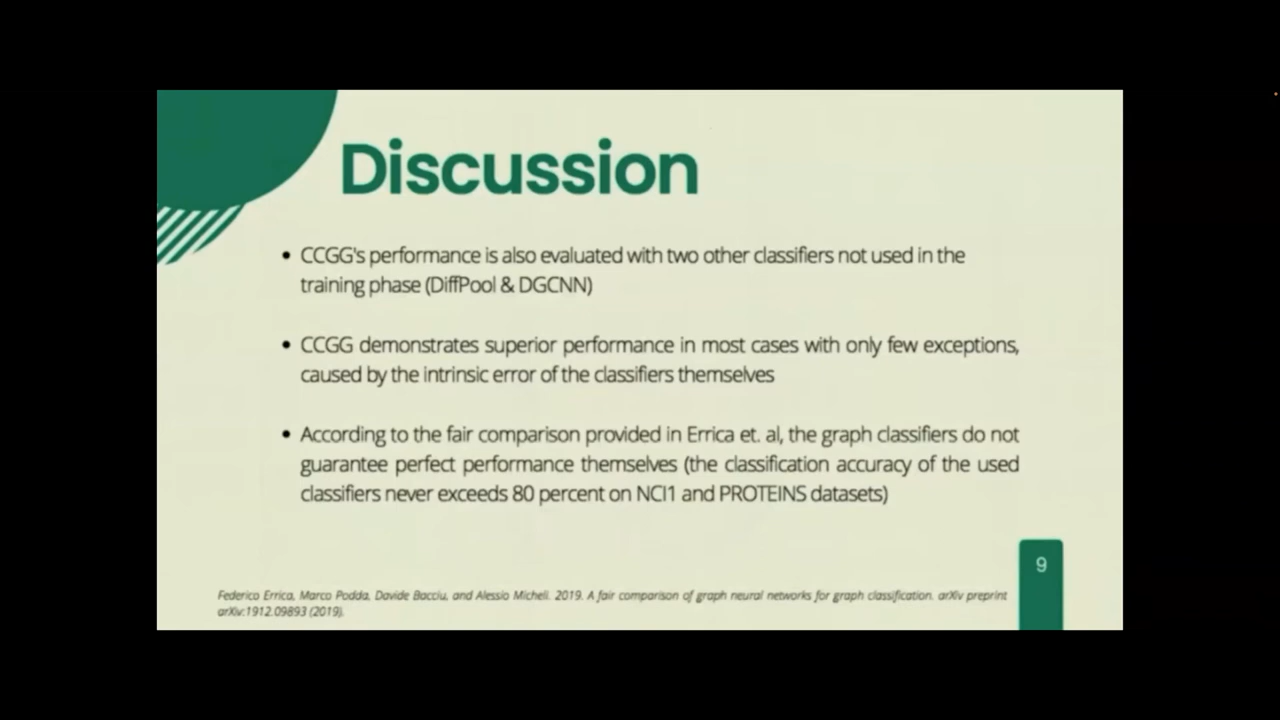 Discussion
• CCGG's performance is also evaluated with two other classifiers not used in the
training phase (DiffPool & DGCNN)
• CCGG demonstrates superior performance in most cases with only few exceptions,
caused by the intrinsic error of the classifiers themselves
• According to the fair comparison provided in Errica et. al, the graph classifiers do not
guarantee perfect performance themselves (the classification accuracy of the used
classifiers never exceeds 80 percent on NCI1 and PROTEINS datasets)
9
Federico Errica, Marco Podda, Davide Bacciu, and Alessio Micheli. 2019. A fair comparison of graph neural networks for graph classification. arXiv preprint
arXiv:1912.09893 (2019).